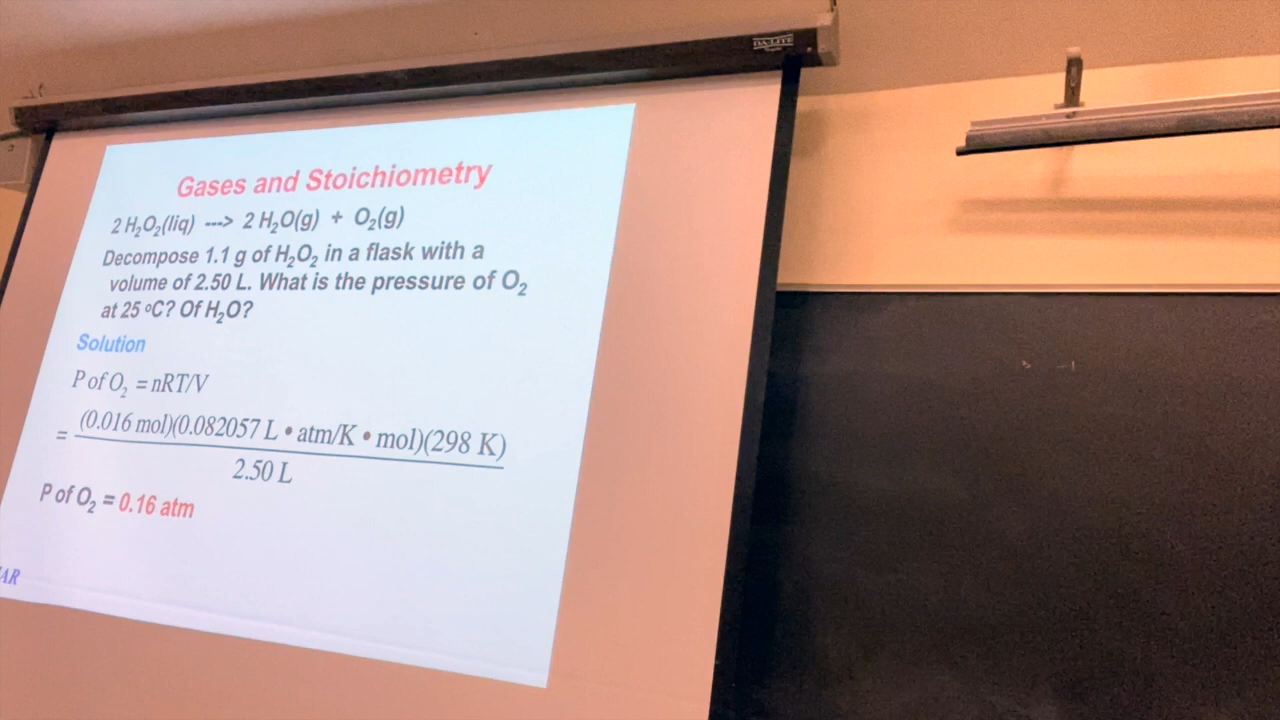 DA-LITE
Gases and Stoichiometry
2 H₂O₂(liq) ---> 2 H₂O(g) + O₂(g)
Decompose 1.1 g of H₂O₂ in a flask with a
volume of 2.50 L. What is the pressure of O₂
at 25 °C? Of H₂O?
Solution
P of O₂ = nRT/V
= (0.016 mol)(0.082057 L • atm/K • mol)(298 K)
2.50 L
P of O₂ = 0.16 atm